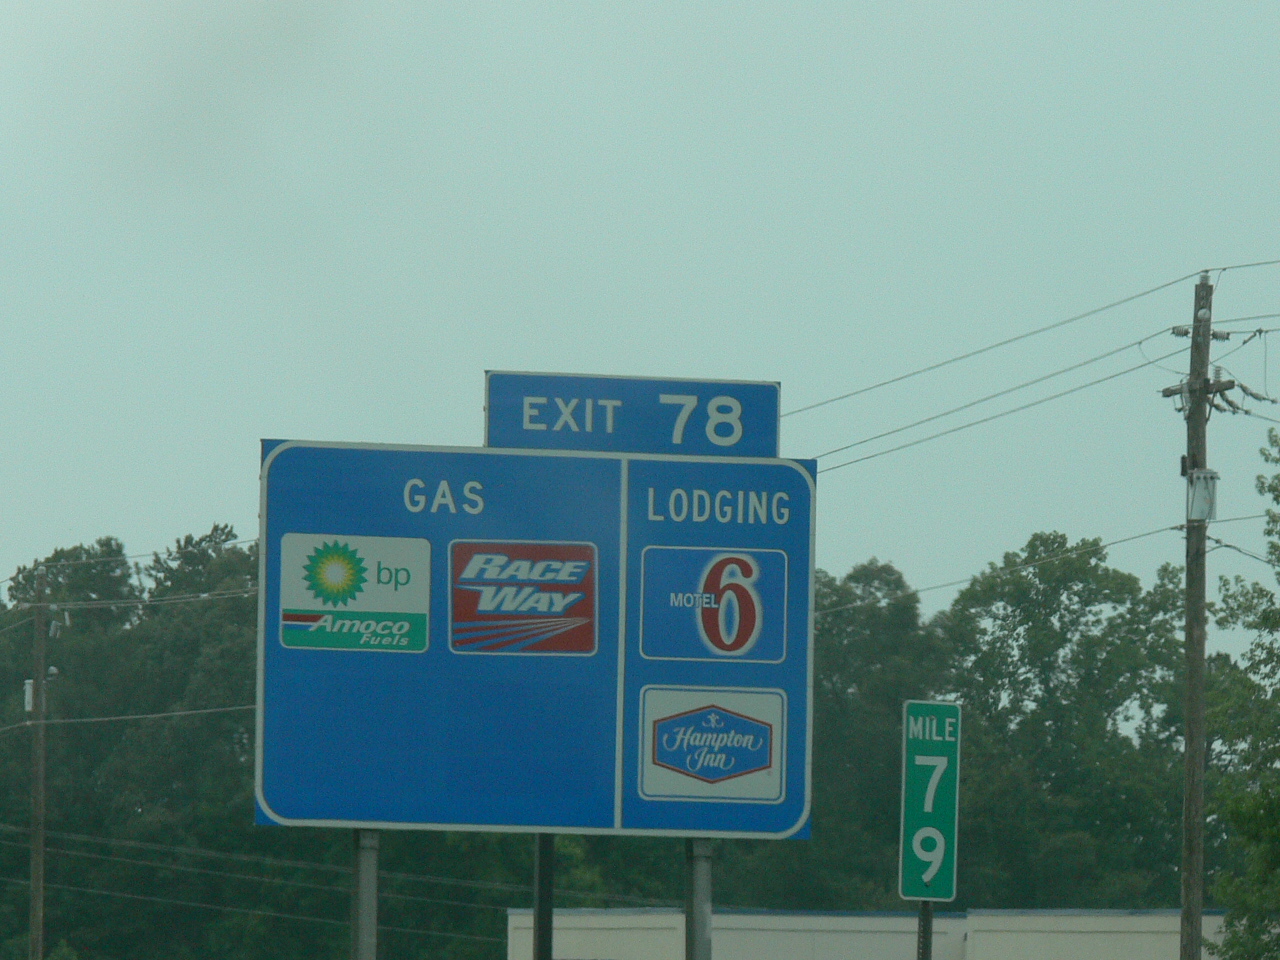 EXIT 78
GAS
LODGING
bp
Amoco
Fuels
RACE
WAY
MOTEL 6
Hampton
Inn
MILE
7
9